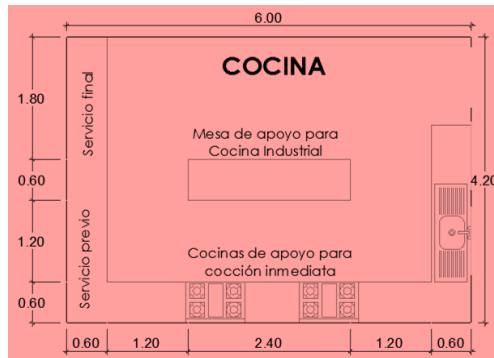 6.00
COCINA
1.80
Servicio final
Mesa de apoyo para
Cocina Industrial
0.60
4.20
1.20
Servicio previo
Cocinas de apoyo para
cocción inmediata
0.60
0.60
1.20
2.40
1.20
0.60